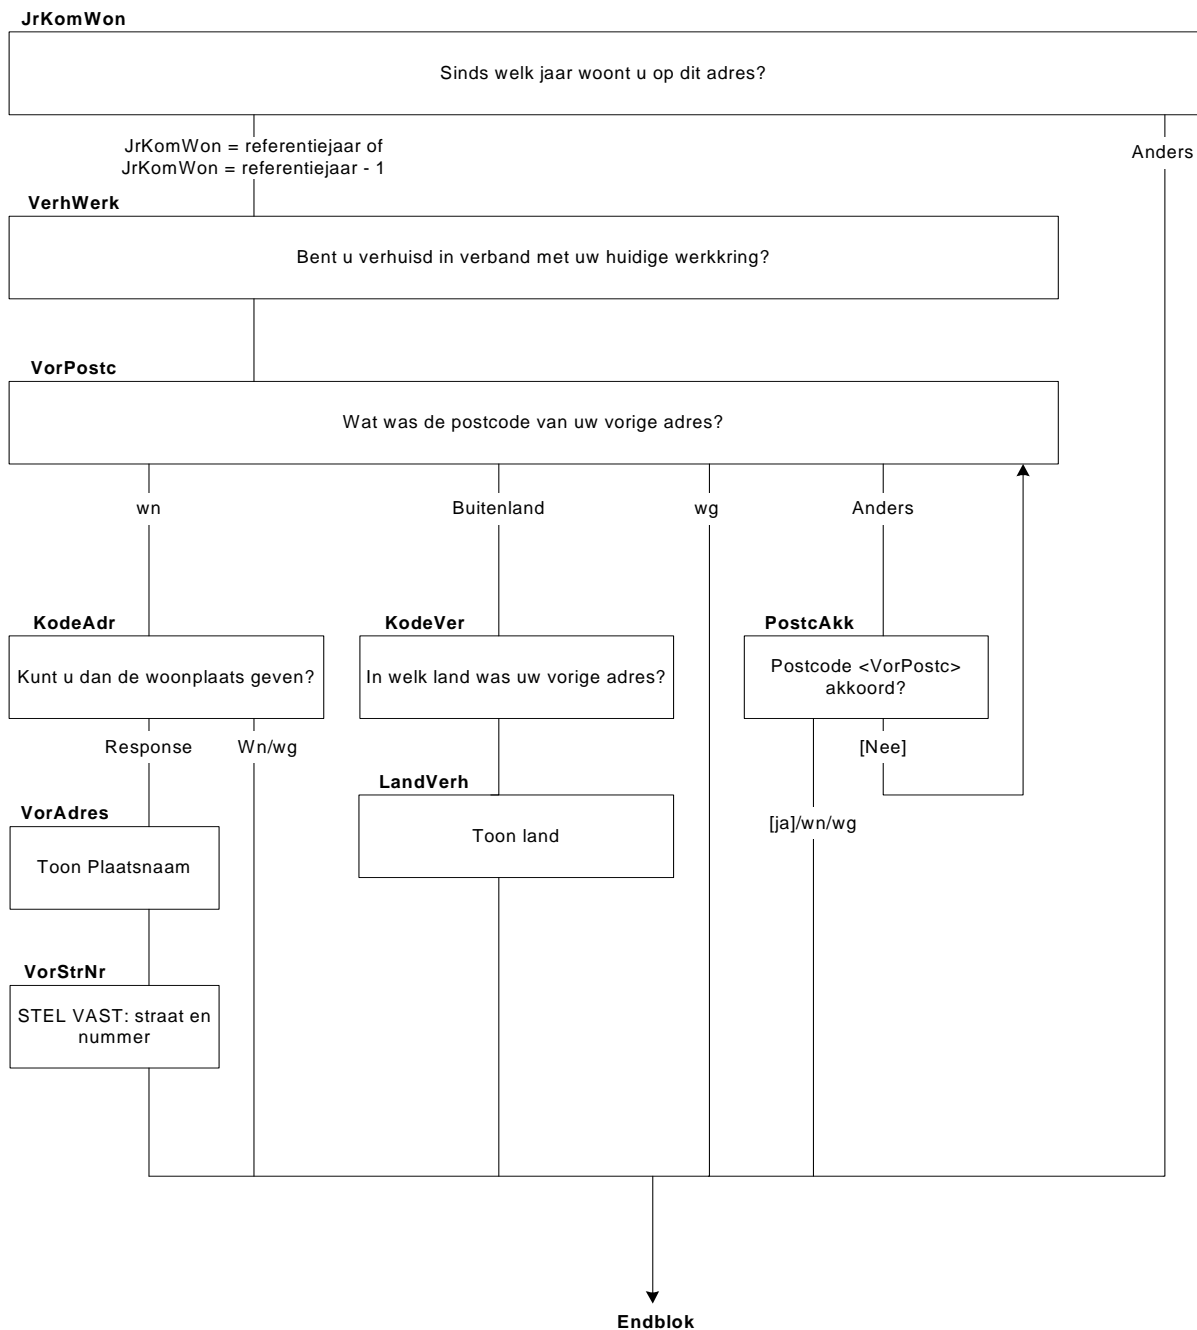 JrKomWon
Sinds welk jaar woont u op dit adres?
JrKomWon = referentiejaar of
JrKomWon = referentiejaar - 1
Anders
VerhWerk
Bent u verhuisd in verband met uw huidige werkkring?
VorPostc
Wat was de postcode van uw vorige adres?
wn
Buitenland
wg
Anders
KodeAdr
Kunt u dan de woonplaats geven?
KodeVer
In welk land was uw vorige adres?
PostcAkk
Postcode <VorPostc>
akkoord?
Response
Wn/wg
[Nee]
LandVerh
Toon land
[ja]/wn/wg
VorAdres
Toon Plaatsnaam
VorStrNr
STEL VAST: straat en
nummer
Endblok